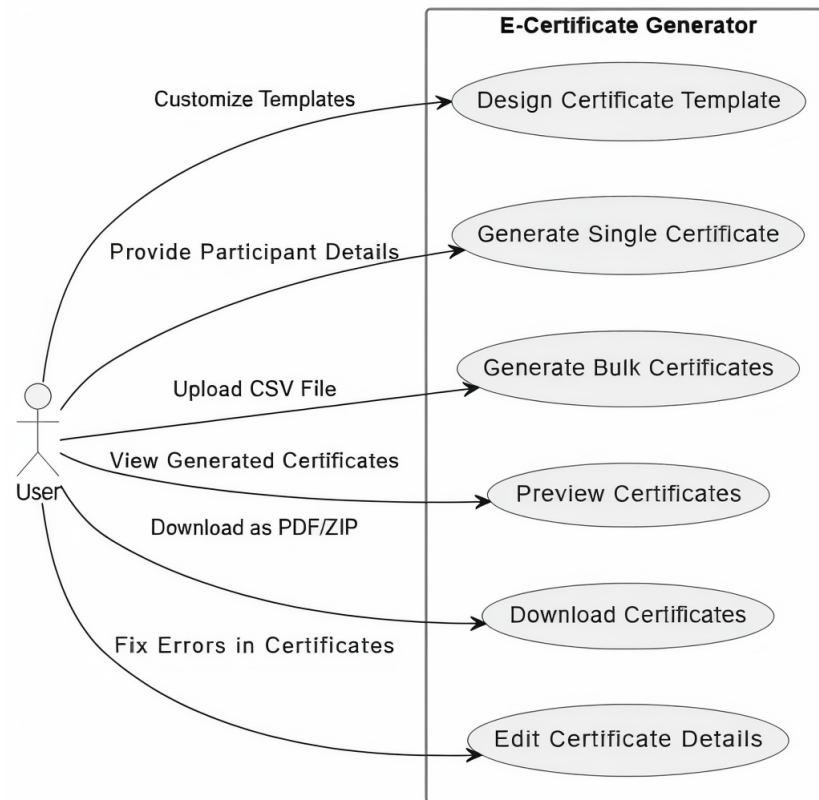 E-Certificate Generator
Customize Templates
Design Certificate Template
Provide Participant Details
Generate Single Certificate
Upload CSV File
Generate Bulk Certificates
View Generated Certificates
Preview Certificates
User
Download as PDF/ZIP
Download Certificates
Fix Errors in Certificates
Edit Certificate Details